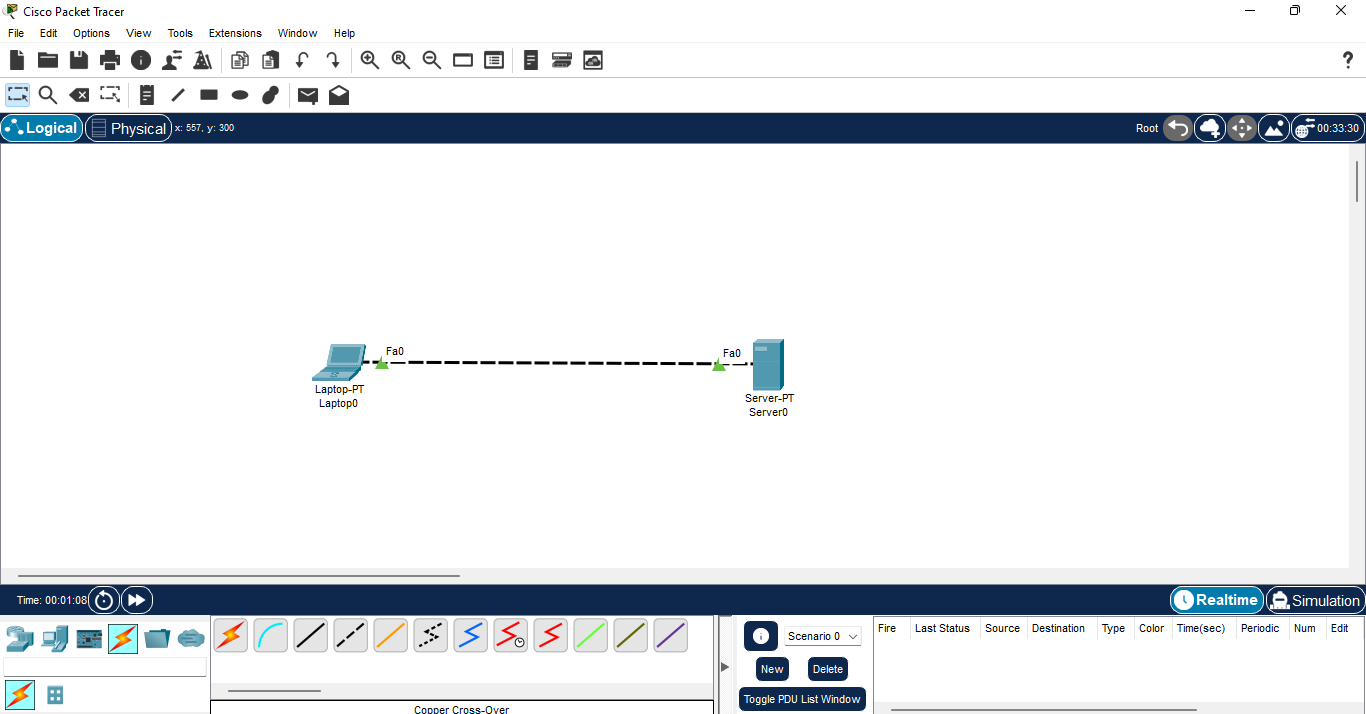 Cisco Packet Tracer
File Edit Options View Tools Extensions Window Help
?
Logical Physical x: 557, y: 300 Root 00:33:30
Fa0 Fa0
Laptop-PT
Laptop0
Server-PT
Server0
Time: 00:01:08 Realtime Simulation
Scenario 0
New Delete
Toggle PDU List Window
Fire Last Status Source Destination Type Color Time(sec) Periodic Num Edit
Copper Cross-Over